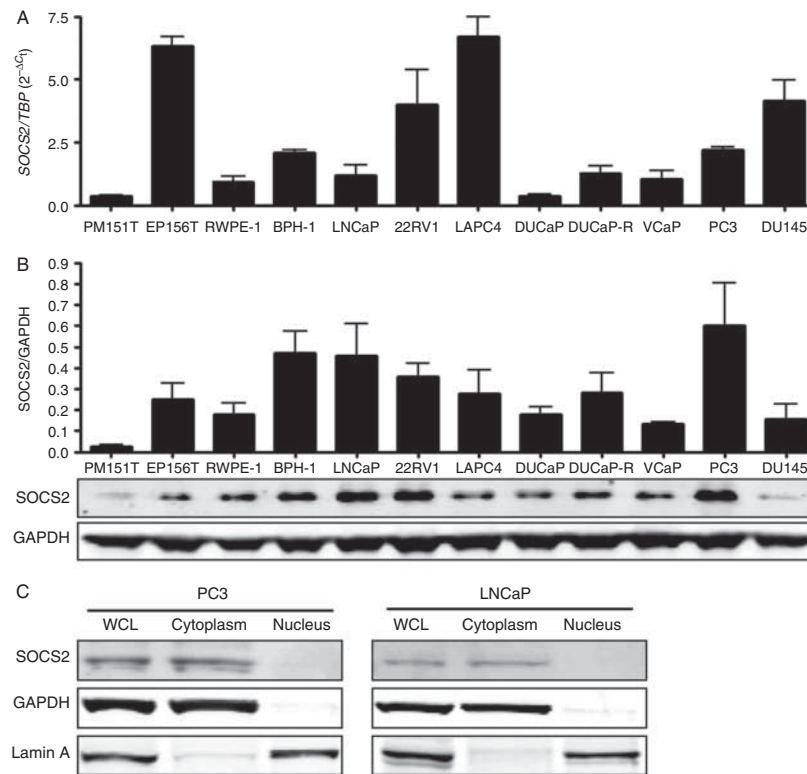 A
SOCS2/TBP (2⁻ΔCt)
7.5
5.0
2.5
0.0
PM151T EP156T RWPE-1 BPH-1 LNCaP 22RV1 LAPC4 DUCaP DUCaP-R VCaP PC3 DU145
B
SOCS2/GAPDH
0.9
0.8
0.7
0.6
0.5
0.4
0.3
0.2
0.1
0.0
PM151T EP156T RWPE-1 BPH-1 LNCaP 22RV1 LAPC4 DUCaP DUCaP-R VCaP PC3 DU145
SOCS2
GAPDH
C
PC3 LNCaP
WCL Cytoplasm Nucleus WCL Cytoplasm Nucleus
SOCS2
GAPDH
Lamin A